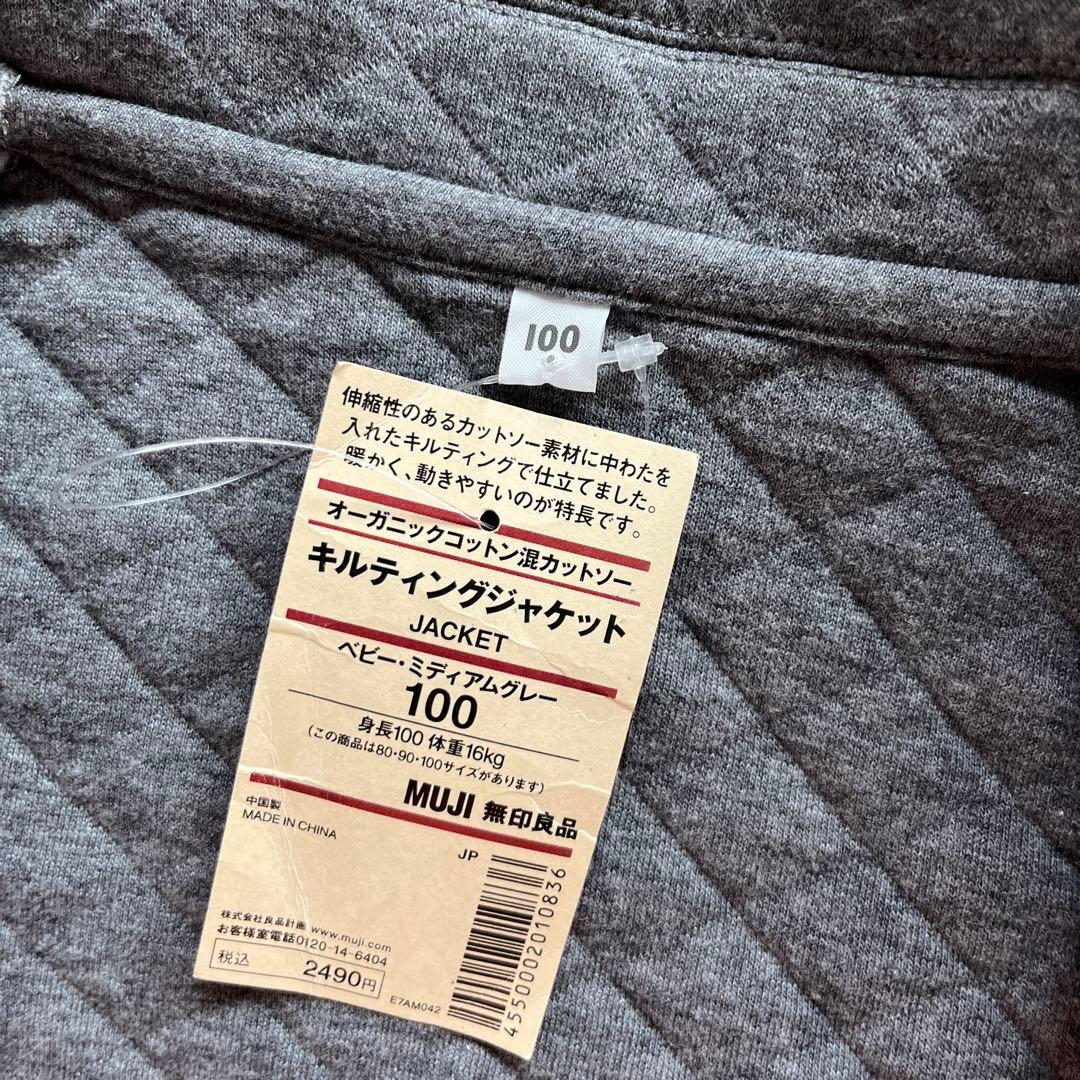 100
伸縮性のあるカットソー素材に中わたを
入れたキルティングで仕立てました。
暖かく、動きやすいのが特長です。
オーガニックコットン混カットソー
キルティングジャケット
JACKET
ベビー・ミディアムグレー
100
身長100 体重16kg
(この商品は80・90・100サイズがあります)
MUJI 無印良品
中国製
MADE IN CHINA
JP
株式会社良品計画 www.muji.com
お客様室電話0120-14-6404
税込 2490円
E7AM042
4550002010836